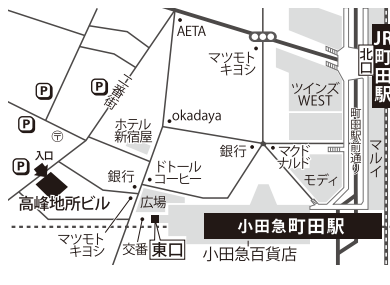 AETA
マツモト
キヨシ
北口
JR町田駅
ツインズ
WEST
P
P
P
P
一番街
okadaya
ホテル
新宿屋
町田駅前通り
マルイ
入口
銀行
マクド
ナルド
モディ
銀行
ドトール
コーヒー
高峰地所ビル
広場
小田急町田駅
マツモト
キヨシ
交番
東口
小田急百貨店